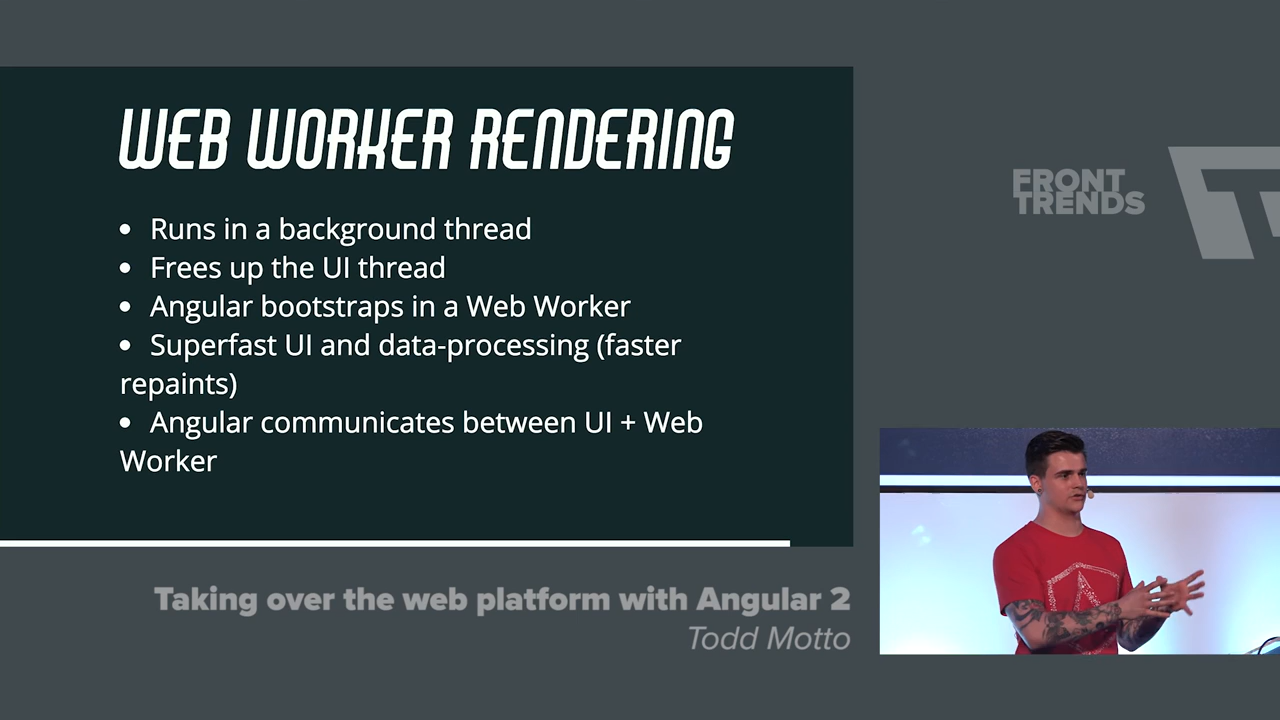 WEB WORKER RENDERING
• Runs in a background thread
• Frees up the UI thread
• Angular bootstraps in a Web Worker
• Superfast UI and data-processing (faster
repaints)
• Angular communicates between UI + Web
Worker
FRONT
TRENDS
Taking over the web platform with Angular 2
Todd Motto